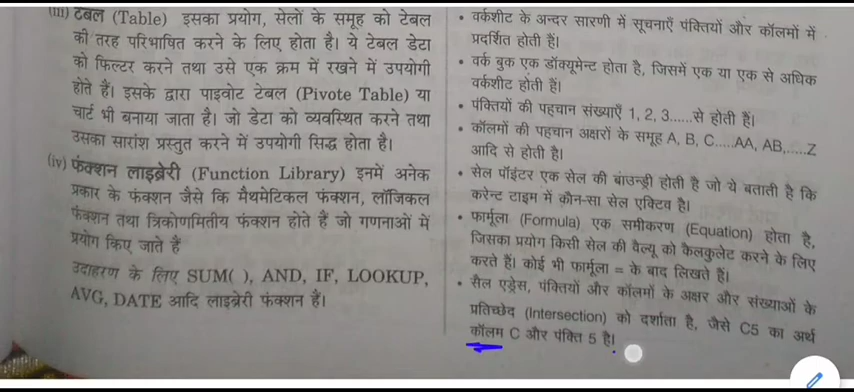 (iii) टेबल (Table) इसका प्रयोग, सेलों के समूह को टेबल
की तरह परिभाषित करने के लिए होता है। ये टेबल डेटा
को फिल्टर करने तथा उसे एक क्रम में रखने में उपयोगी
होते हैं। इसके द्वारा पाइवोट टेबल (Pivote Table) या
चार्ट भी बनाया जाता है। जो डेटा को व्यवस्थित करने तथा
उसका सारांश प्रस्तुत करने में उपयोगी सिद्ध होता है।
(iv) फंक्शन लाइब्रेरी (Function Library) इनमें अनेक
प्रकार के फंक्शन जैसे कि मैथमेटिकल फंक्शन, लॉजिकल
फंक्शन तथा त्रिकोणमितीय फंक्शन होते हैं जो गणनाओं में
प्रयोग किए जाते हैं
उदाहरण के लिए SUM( ), AND, IF, LOOKUP,
AVG, DATE आदि लाइब्रेरी फंक्शन हैं।
• वर्कशीट के अन्दर सारणी में सूचनाएँ पंक्तियों और कॉलमों में
प्रदर्शित होती हैं।
• वर्क बुक एक डॉक्यूमेन्ट होता है, जिसमें एक या एक से अधिक
वर्कशीट होती हैं।
• पंक्तियों की पहचान संख्याएँ 1, 2, 3......से होती हैं।
• कॉलमों की पहचान अक्षरों के समूह A, B, C.....AA, AB,.....Z
आदि से होती है।
• सेल पॉइंटर एक सेल की बाउन्ड्री होती है जो ये बताती है कि
करेन्ट टाइम में कौन-सा सेल एक्टिव है।
• फार्मूला (Formula) एक समीकरण (Equation) होता है,
जिसका प्रयोग किसी सेल की वैल्यू को कैलकुलेट करने के लिए
करते हैं। कोई भी फार्मूला = के बाद लिखते हैं।
• सैल एड्रेस, पंक्तियों और कॉलमों के अक्षर और संख्याओं के
प्रतिच्छेद (Intersection) को दर्शाता है, जैसे C5 का अर्थ
कॉलम C और पंक्ति 5 है।